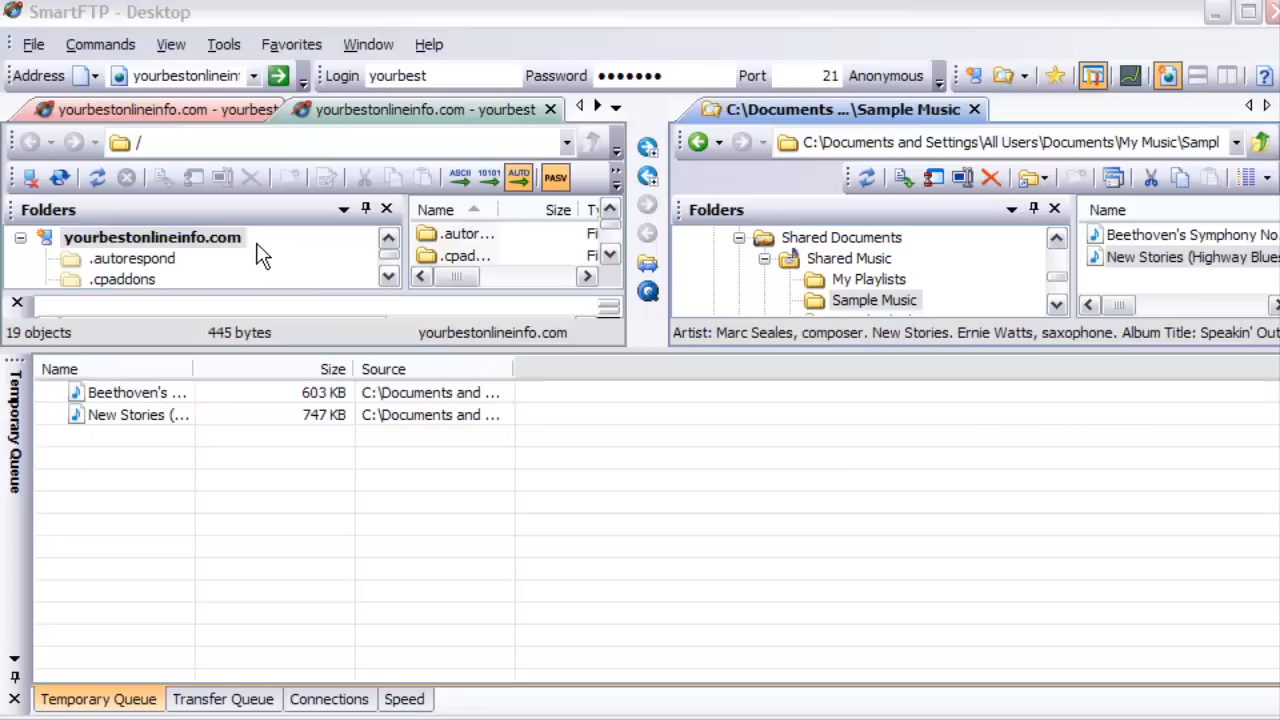 SmartFTP - Desktop
File Commands View Tools Favorites Window Help
Address yourbestonlinein Login yourbest Password ●●●●●●● Port 21 Anonymous
yourbestonlineinfo.com - yourbest yourbestonlineinfo.com - yourbest C:\Documents ...\Sample Music
/ C:\Documents and Settings\All Users\Documents\My Music\Sampl
ASCII 10101 AUTO PASV
Folders Name Size Ty Folders Name
yourbestonlineinfo.com .autor... Fi Shared Documents Beethoven's Symphony No.
.autorespond .cpad... Fi Shared Music New Stories (Highway Blues
.cpaddons My Playlists
Sample Music
19 objects 445 bytes yourbestonlineinfo.com Artist: Marc Seales, composer. New Stories. Ernie Watts, saxophone. Album Title: Speakin' Out
Name Size Source
Beethoven's ... 603 KB C:\Documents and ...
New Stories (... 747 KB C:\Documents and ...
Temporary Queue
Temporary Queue Transfer Queue Connections Speed